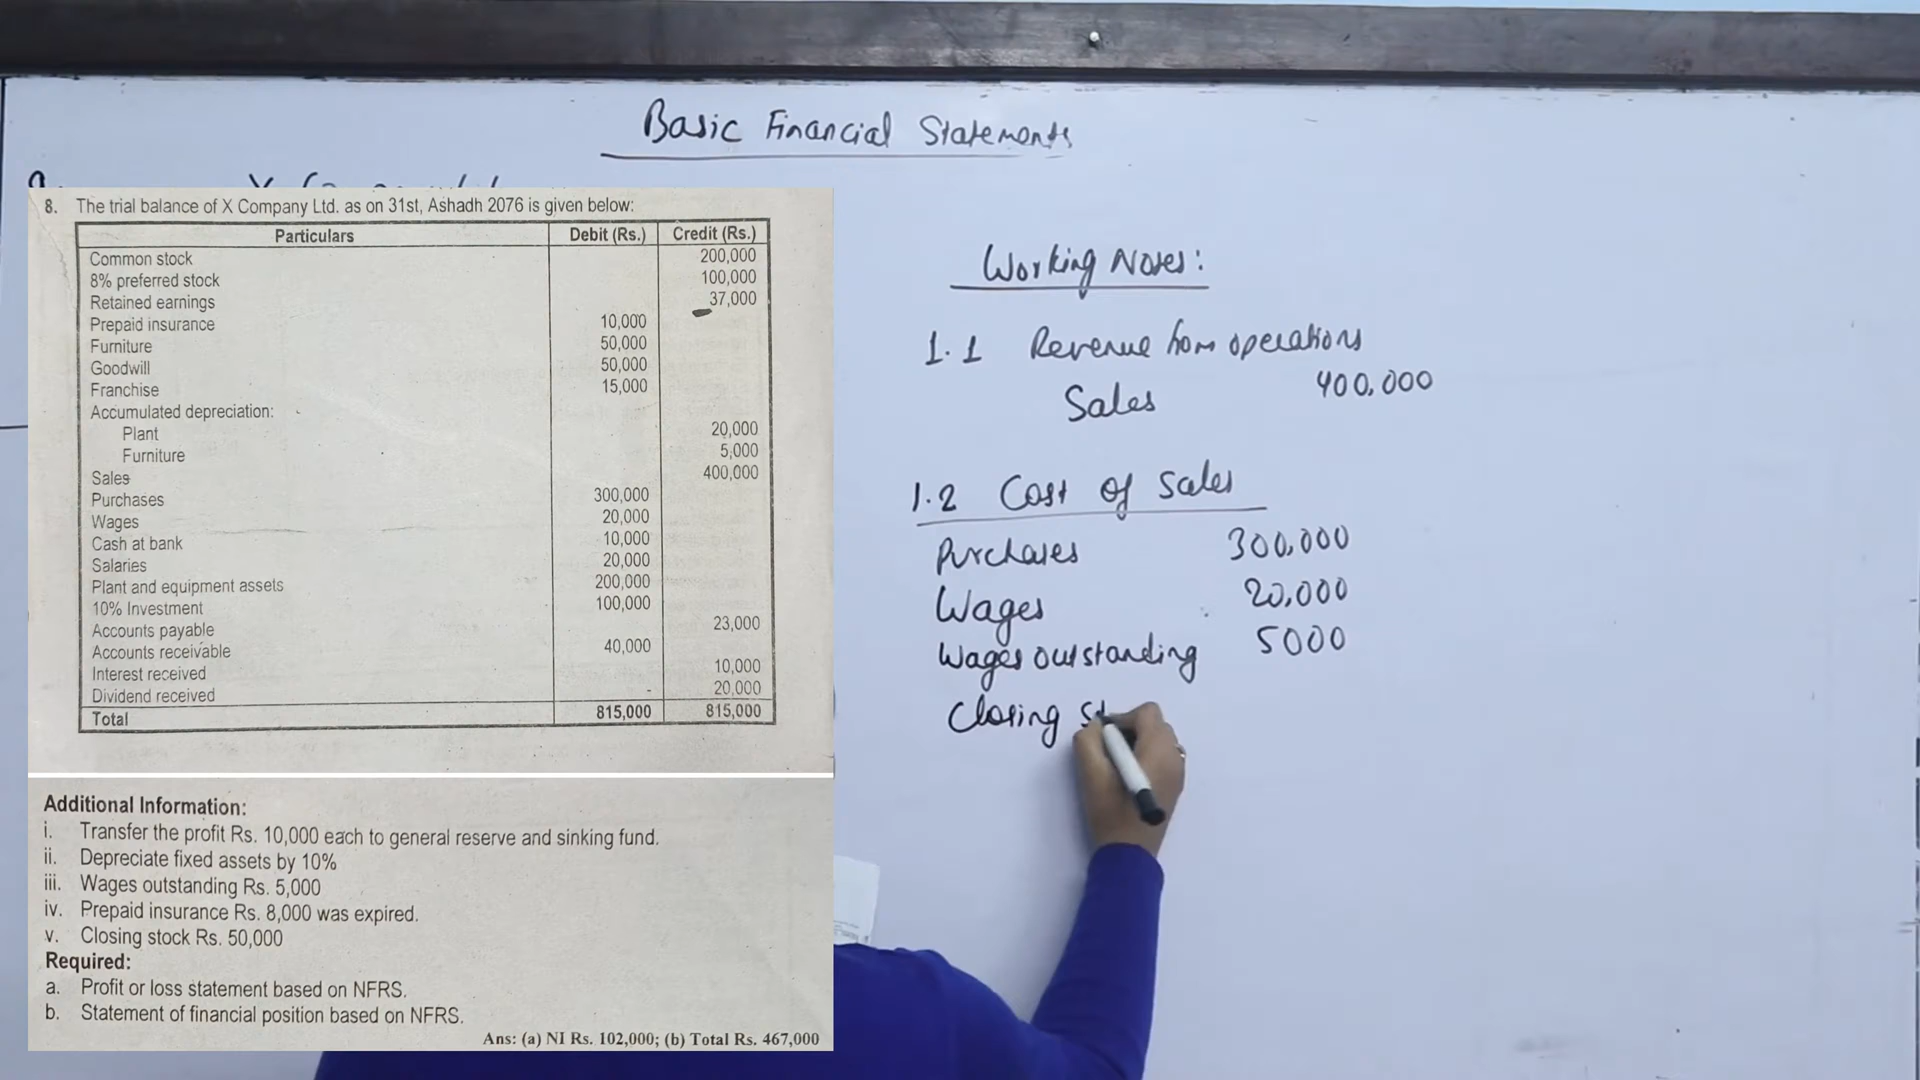 Basic Financial Statements
8. The trial balance of X Company Ltd. as on 31st, Ashadh 2076 is given below:
Particulars Debit (Rs.) Credit (Rs.)
Common stock 200,000
8% preferred stock 100,000
Retained earnings 37,000
Prepaid insurance 10,000
Furniture 50,000
Goodwill 50,000
Franchise 15,000
Accumulated depreciation:
Plant 20,000
Furniture 5,000
Sales 400,000
Purchases 300,000
Wages 20,000
Cash at bank 10,000
Salaries 20,000
Plant and equipment assets 200,000
10% Investment 100,000
Accounts payable 23,000
Accounts receivable 40,000
Interest received 10,000
Dividend received - 20,000
Total 815,000 815,000
Additional Information:
i. Transfer the profit Rs. 10,000 each to general reserve and sinking fund.
ii. Depreciate fixed assets by 10%
iii. Wages outstanding Rs. 5,000
iv. Prepaid insurance Rs. 8,000 was expired.
v. Closing stock Rs. 50,000
Required:
a. Profit or loss statement based on NFRS.
b. Statement of financial position based on NFRS.
Ans: (a) NI Rs. 102,000; (b) Total Rs. 467,000
Working Notes:
1.1 Revenue from operations
Sales 400,000
1.2 Cost of Sales
Purchases 300,000
Wages 20,000
Wages outstanding 5000
Closing St